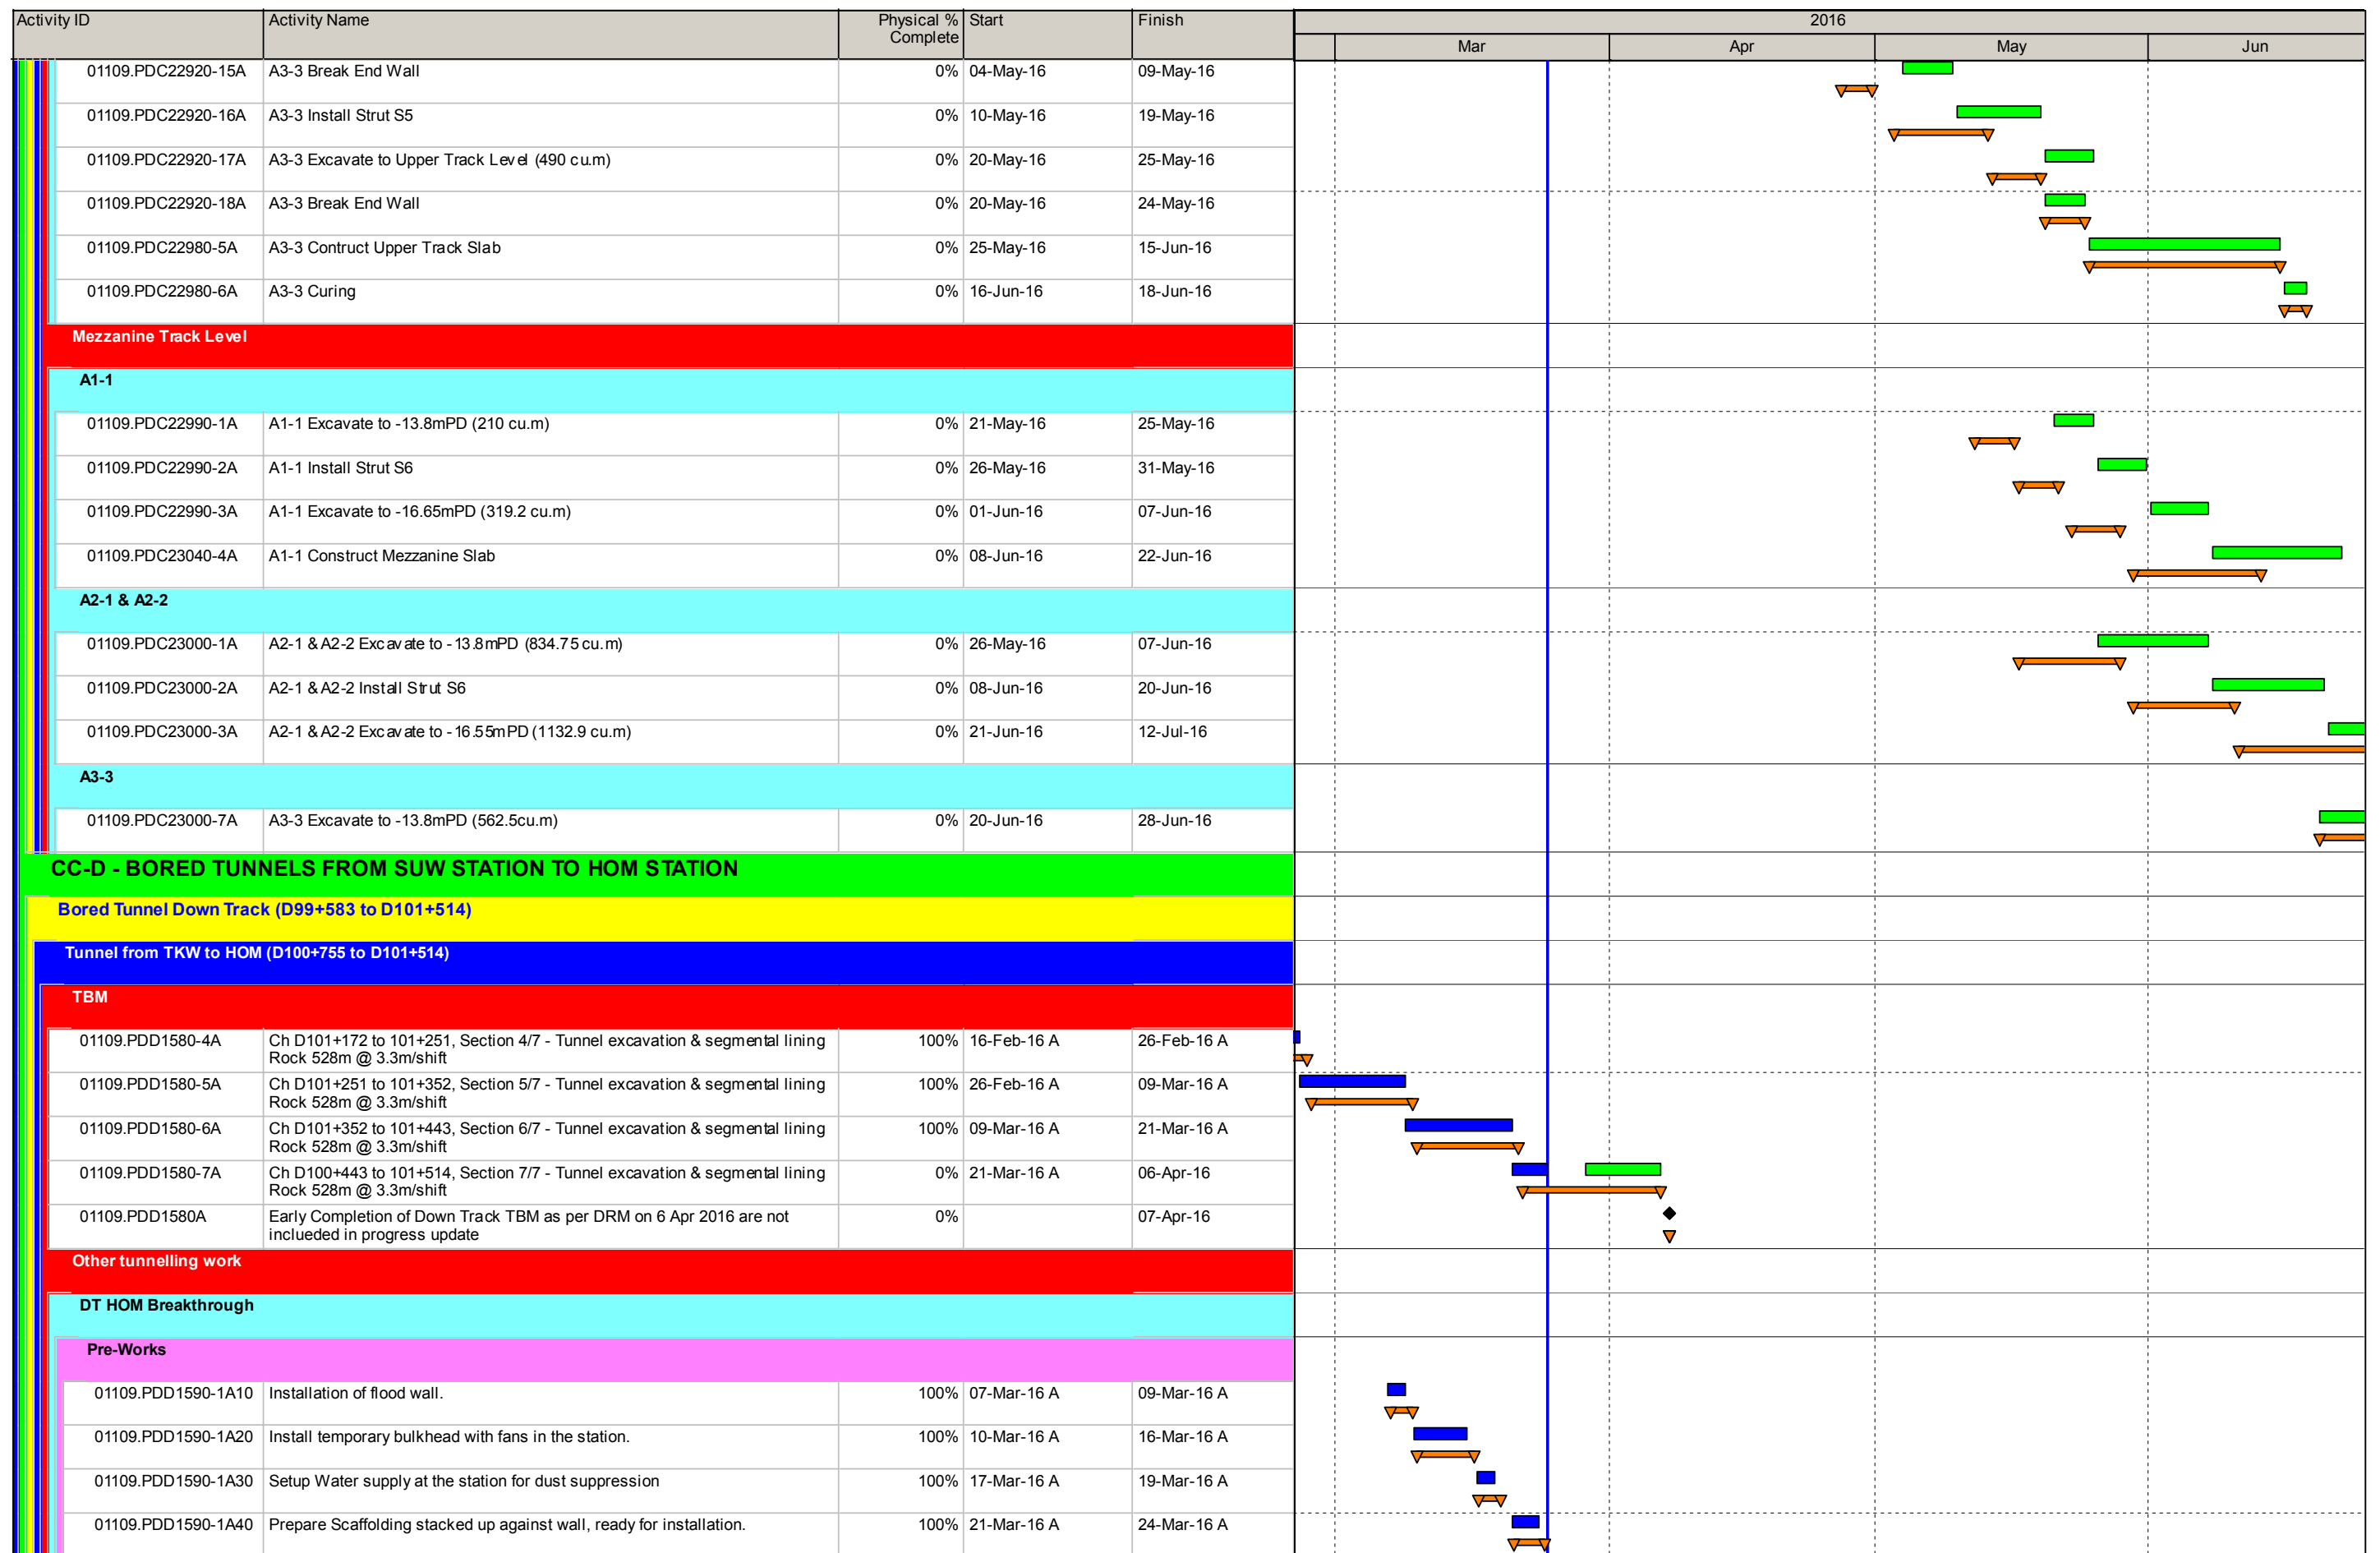 Activity ID Activity Name Physical % Start Finish 2016
Complete Mar Apr May Jun
01109.PDC22920-15A A3-3 Break End Wall 0% 04-May-16 09-May-16
01109.PDC22920-16A A3-3 Install Strut S5 0% 10-May-16 19-May-16
01109.PDC22920-17A A3-3 Excavate to Upper Track Level (490 cu.m) 0% 20-May-16 25-May-16
01109.PDC22920-18A A3-3 Break End Wall 0% 20-May-16 24-May-16
01109.PDC22980-5A A3-3 Contruct Upper Track Slab 0% 25-May-16 15-Jun-16
01109.PDC22980-6A A3-3 Curing 0% 16-Jun-16 18-Jun-16
Mezzanine Track Level
A1-1
01109.PDC22990-1A A1-1 Excavate to -13.8mPD (210 cu.m) 0% 21-May-16 25-May-16
01109.PDC22990-2A A1-1 Install Strut S6 0% 26-May-16 31-May-16
01109.PDC22990-3A A1-1 Excavate to -16.65mPD (319.2 cu.m) 0% 01-Jun-16 07-Jun-16
01109.PDC23040-4A A1-1 Construct Mezzanine Slab 0% 08-Jun-16 22-Jun-16
A2-1 & A2-2
01109.PDC23000-1A A2-1 & A2-2 Excavate to -13.8mPD (834.75 cu.m) 0% 26-May-16 07-Jun-16
01109.PDC23000-2A A2-1 & A2-2 Install Strut S6 0% 08-Jun-16 20-Jun-16
01109.PDC23000-3A A2-1 & A2-2 Excavate to -16.55mPD (1132.9 cu.m) 0% 21-Jun-16 12-Jul-16
A3-3
01109.PDC23000-7A A3-3 Excavate to -13.8mPD (562.5cu.m) 0% 20-Jun-16 28-Jun-16
CC-D - BORED TUNNELS FROM SUW STATION TO HOM STATION
Bored Tunnel Down Track (D99+583 to D101+514)
Tunnel from TKW to HOM (D100+755 to D101+514)
TBM
01109.PDD1580-4A Ch D101+172 to 101+251, Section 4/7 - Tunnel excavation & segmental lining 100% 16-Feb-16 A 26-Feb-16 A
Rock 528m @ 3.3m/shift
01109.PDD1580-5A Ch D101+251 to 101+352, Section 5/7 - Tunnel excavation & segmental lining 100% 26-Feb-16 A 09-Mar-16 A
Rock 528m @ 3.3m/shift
01109.PDD1580-6A Ch D101+352 to 101+443, Section 6/7 - Tunnel excavation & segmental lining 100% 09-Mar-16 A 21-Mar-16 A
Rock 528m @ 3.3m/shift
01109.PDD1580-7A Ch D100+443 to 101+514, Section 7/7 - Tunnel excavation & segmental lining 0% 21-Mar-16 A 06-Apr-16
Rock 528m @ 3.3m/shift
01109.PDD1580A Early Completion of Down Track TBM as per DRM on 6 Apr 2016 are not 0% 07-Apr-16
inclueded in progress update
Other tunnelling work
DT HOM Breakthrough
Pre-Works
01109.PDD1590-1A10 Installation of flood wall. 100% 07-Mar-16 A 09-Mar-16 A
01109.PDD1590-1A20 Install temporary bulkhead with fans in the station. 100% 10-Mar-16 A 16-Mar-16 A
01109.PDD1590-1A30 Setup Water supply at the station for dust suppression 100% 17-Mar-16 A 19-Mar-16 A
01109.PDD1590-1A40 Prepare Scaffolding stacked up against wall, ready for installation. 100% 21-Mar-16 A 24-Mar-16 A